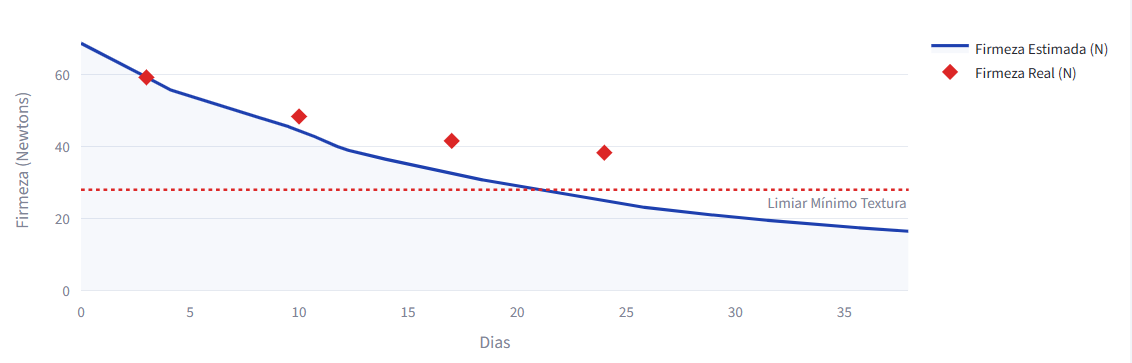 Firmeza Estimada (N)
Firmeza Real (N)
Firmeza (Newtons)
60
40
20
0
Limiar Mínimo Textura
0 5 10 15 20 25 30 35
Dias